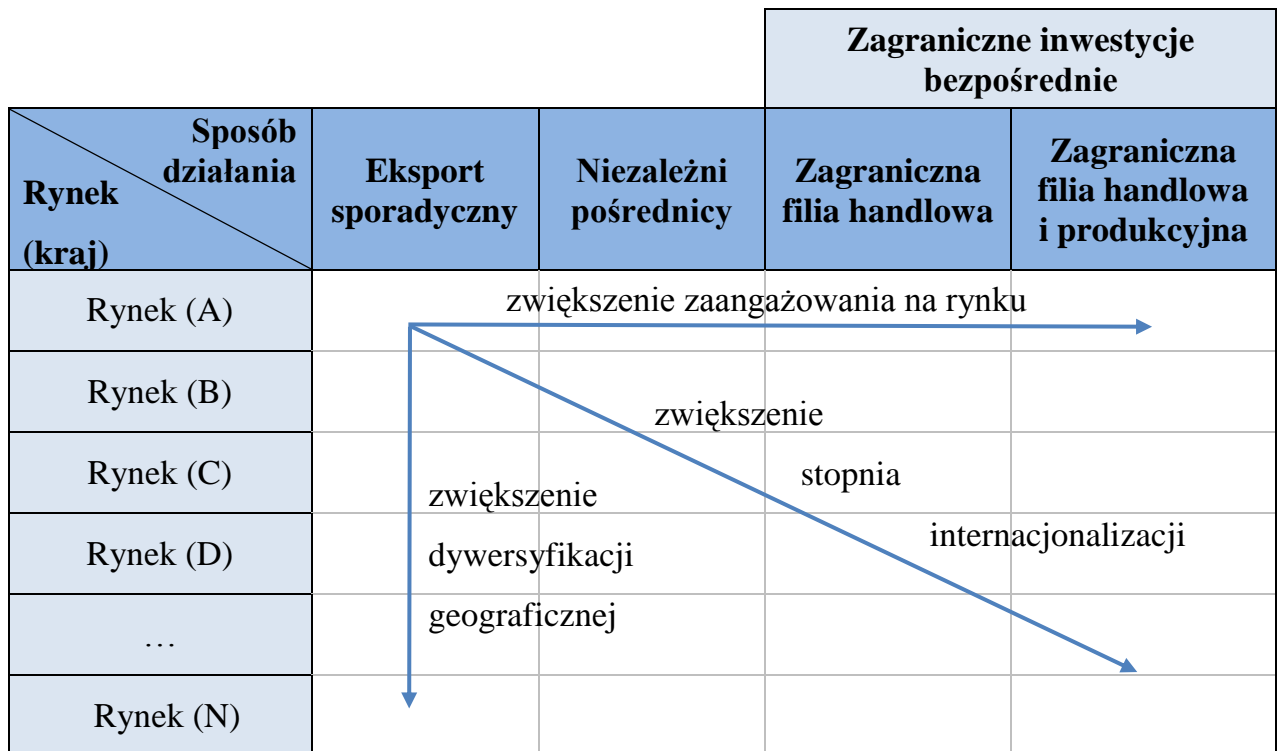 Zagraniczne inwestycje
bezpośrednie
Sposób
działania
Rynek
(kraj)
Eksport
sporadyczny
Niezależni
pośrednicy
Zagraniczna
filia handlowa
Zagraniczna
filia handlowa
i produkcyjna
Rynek (A)
zwiększenie zaangażowania na rynku
Rynek (B)
zwiększenie
Rynek (C)
stopnia
zwiększenie
Rynek (D)
dywersyfikacji
internacjonalizacji
…
geograficznej
Rynek (N)